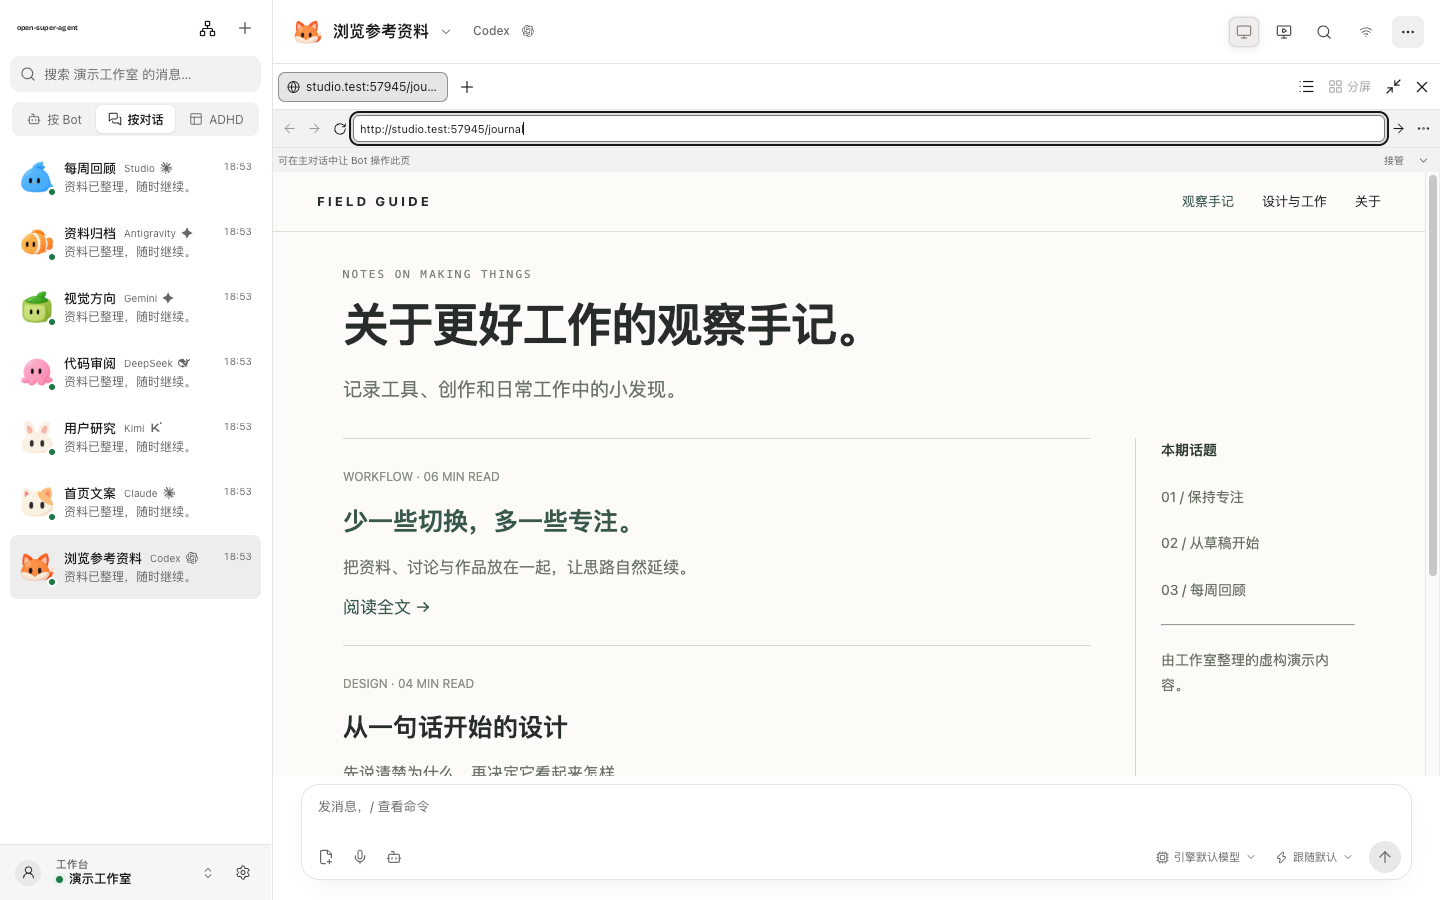 open-super-agent
搜索 演示工作室 的消息...
按 Bot
按对话
ADHD
每周回顾 Studio 18:53
资料已整理，随时继续。
资料归档 Antigravity 18:53
资料已整理，随时继续。
视觉方向 Gemini 18:53
资料已整理，随时继续。
代码审阅 DeepSeek 18:53
资料已整理，随时继续。
用户研究 Kimi 18:53
资料已整理，随时继续。
首页文案 Claude 18:53
资料已整理，随时继续。
浏览参考资料 Codex 18:53
资料已整理，随时继续。
工作台
演示工作室
浏览参考资料 Codex
studio.test:57945/jou...
分屏
http://studio.test:57945/journal
可在主对话中让 Bot 操作此页
接管
FIELD GUIDE
观察手记
设计与工作
关于
NOTES ON MAKING THINGS
关于更好工作的观察手记。
记录工具、创作和日常工作中的小发现。
WORKFLOW · 06 MIN READ
少一些切换，多一些专注。
把资料、讨论与作品放在一起，让思路自然延续。
阅读全文 →
DESIGN · 04 MIN READ
从一句话开始的设计
先说清楚为什么，再决定它看起来怎样
本期话题
01 / 保持专注
02 / 从草稿开始
03 / 每周回顾
由工作室整理的虚构演示内
容。
发消息，/ 查看命令
引擎默认模型
跟随默认